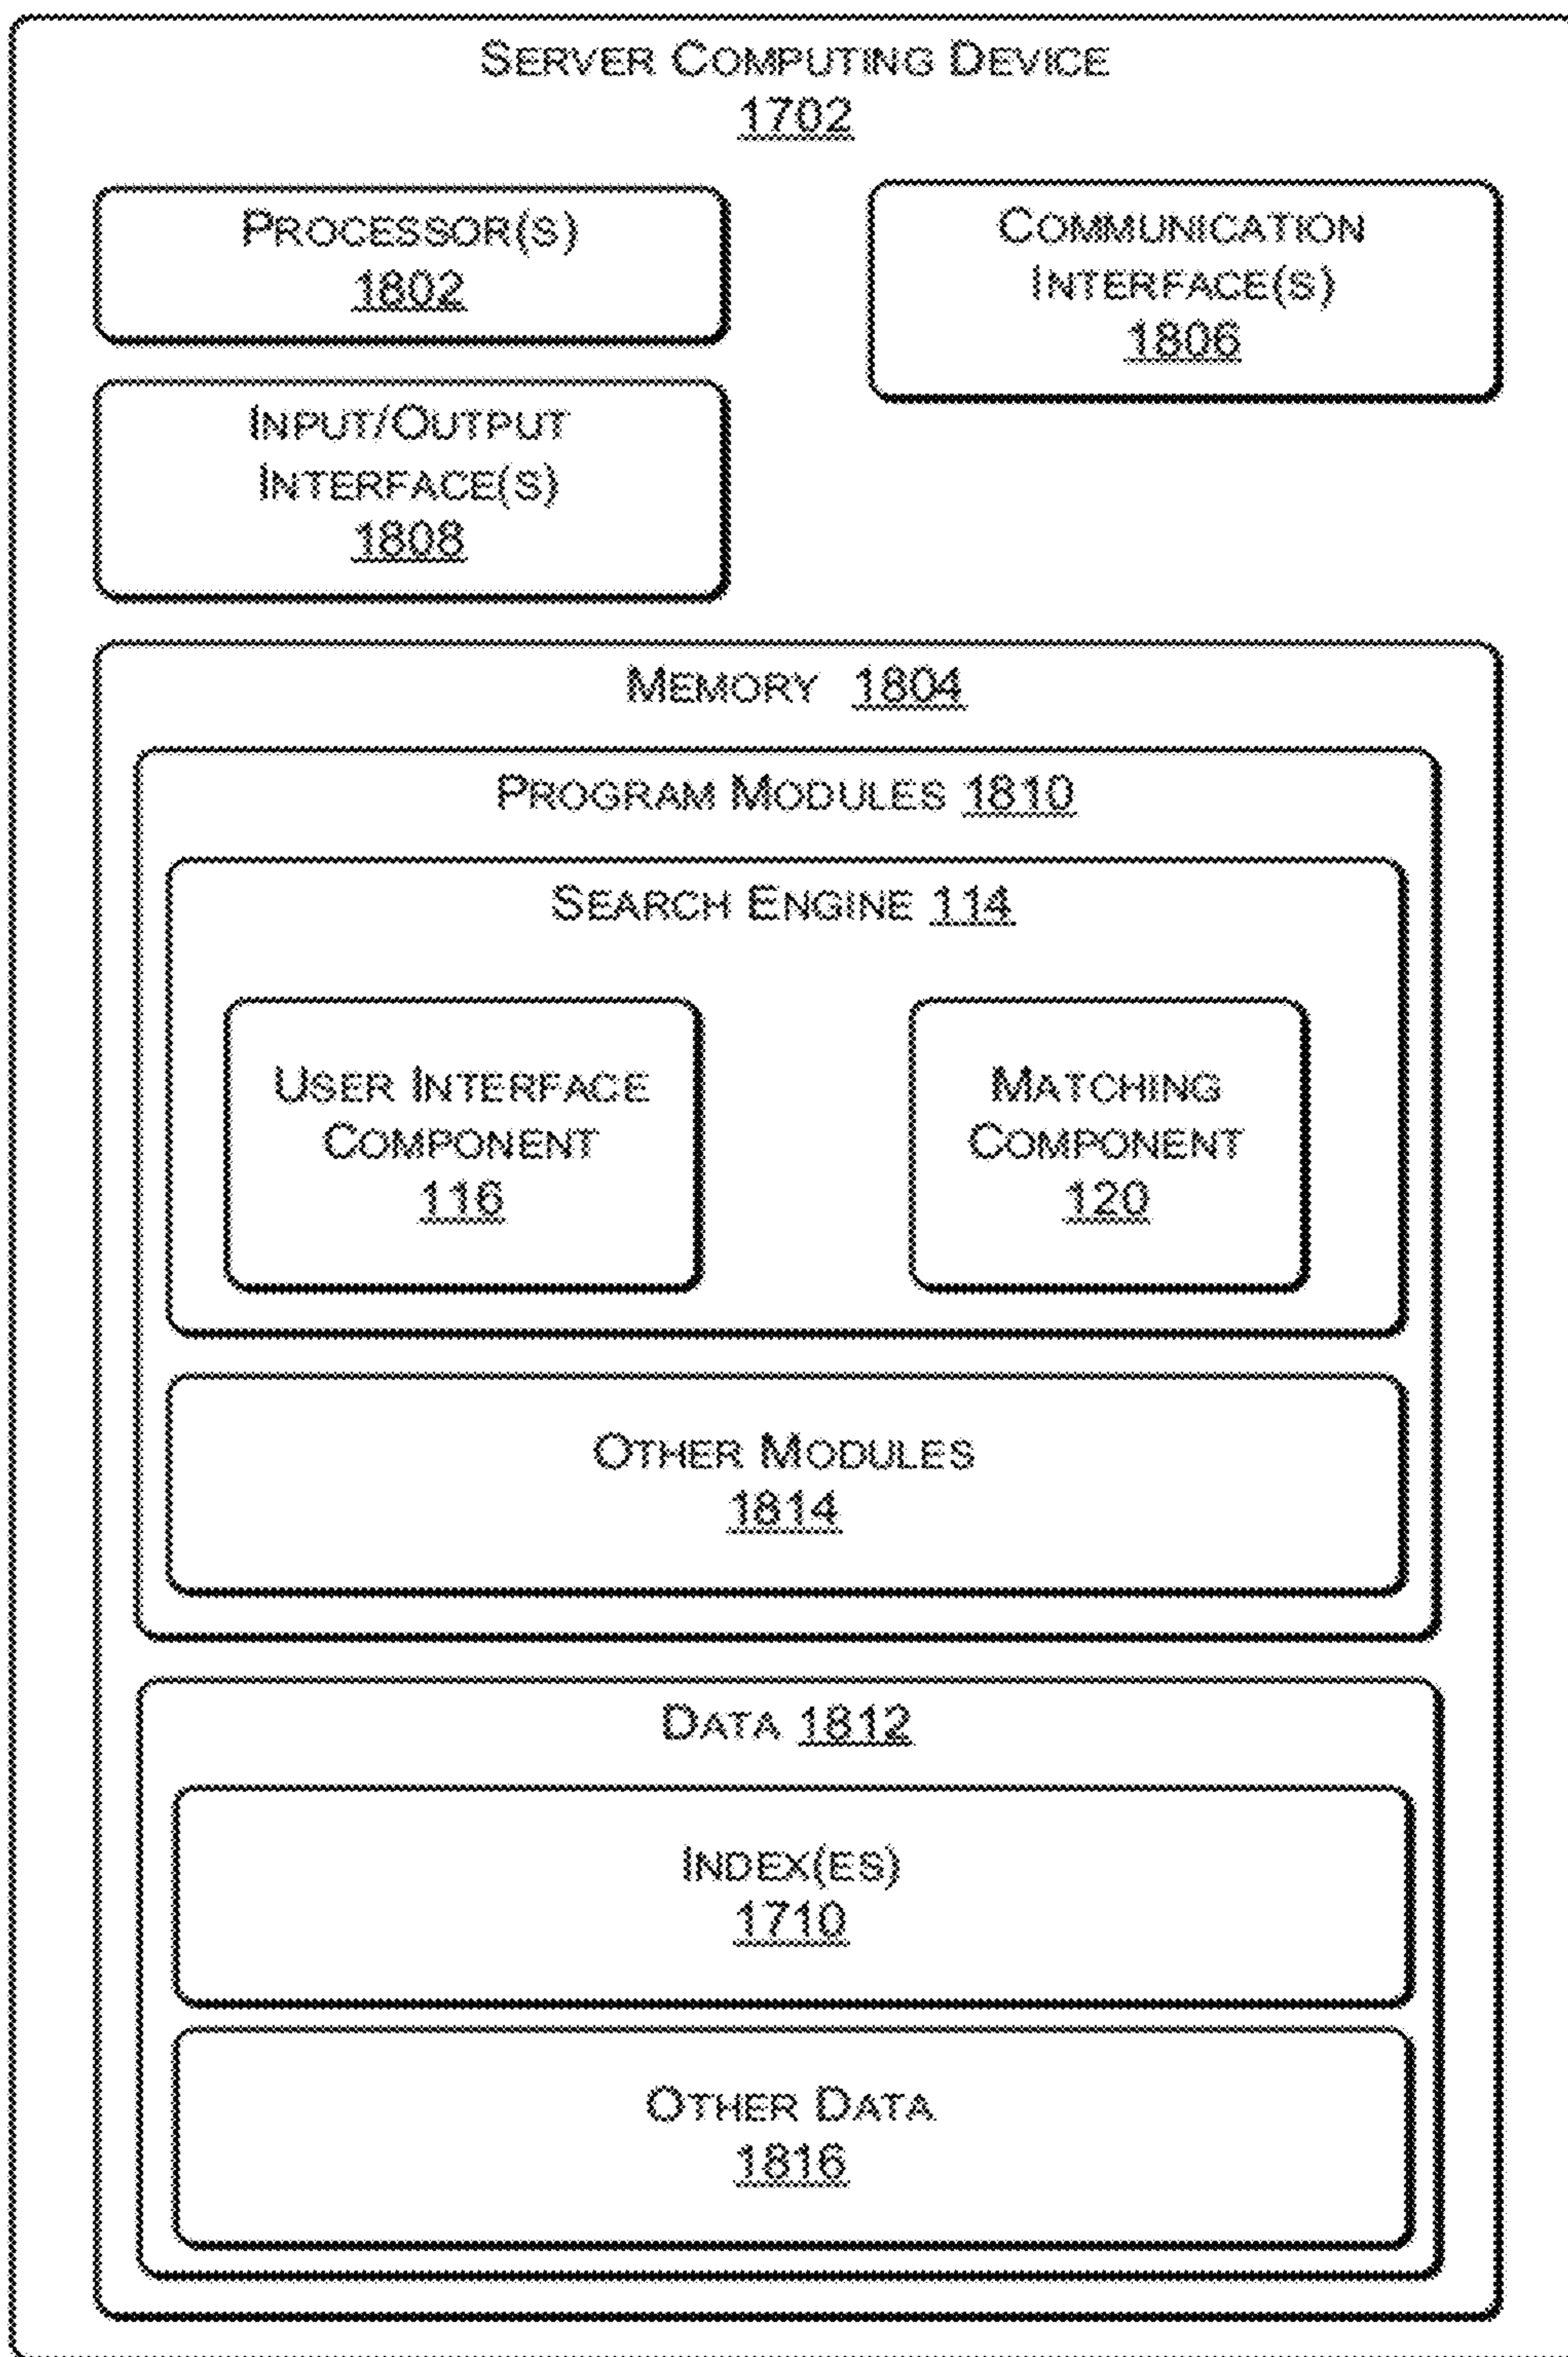 SERVER COMPUTING DEVICE
1702
PROCESSOR(S)
1802
COMMUNICATION
INTERFACE(S)
1806
INPUT/OUTPUT
INTERFACE(S)
1808
MEMORY 1804
PROGRAM MODULES 1810
SEARCH ENGINE 114
USER INTERFACE
COMPONENT
116
MATCHING
COMPONENT
120
OTHER MODULES
1814
DATA 1812
INDEX(ES)
1710
OTHER DATA
1816